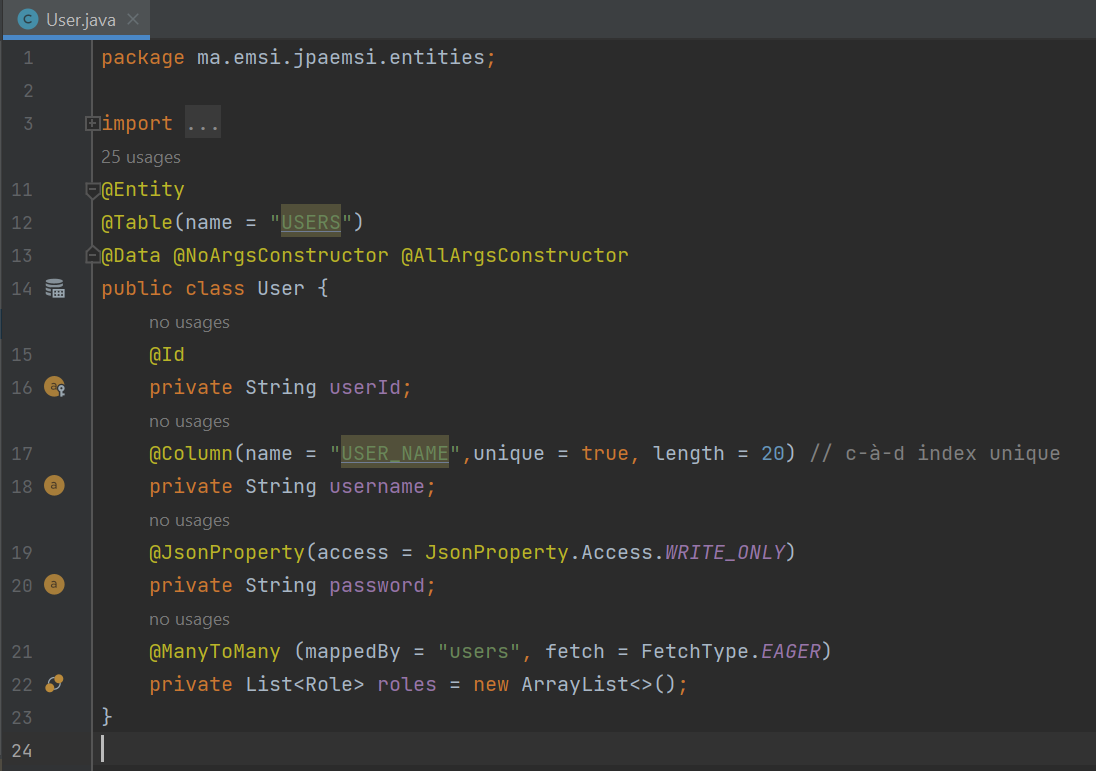 User.java
1 package ma.emsi.jpaemsi.entities;
2
3 import ...
25 usages
11 @Entity
12 @Table(name = "USERS")
13 @Data @NoArgsConstructor @AllArgsConstructor
14 public class User {
no usages
15 @Id
16 private String userId;
no usages
17 @Column(name = "USER_NAME",unique = true, length = 20) // c-à-d index unique
18 private String username;
no usages
19 @JsonProperty(access = JsonProperty.Access.WRITE_ONLY)
20 private String password;
no usages
21 @ManyToMany (mappedBy = "users", fetch = FetchType.EAGER)
22 private List<Role> roles = new ArrayList<>();
23 }
24